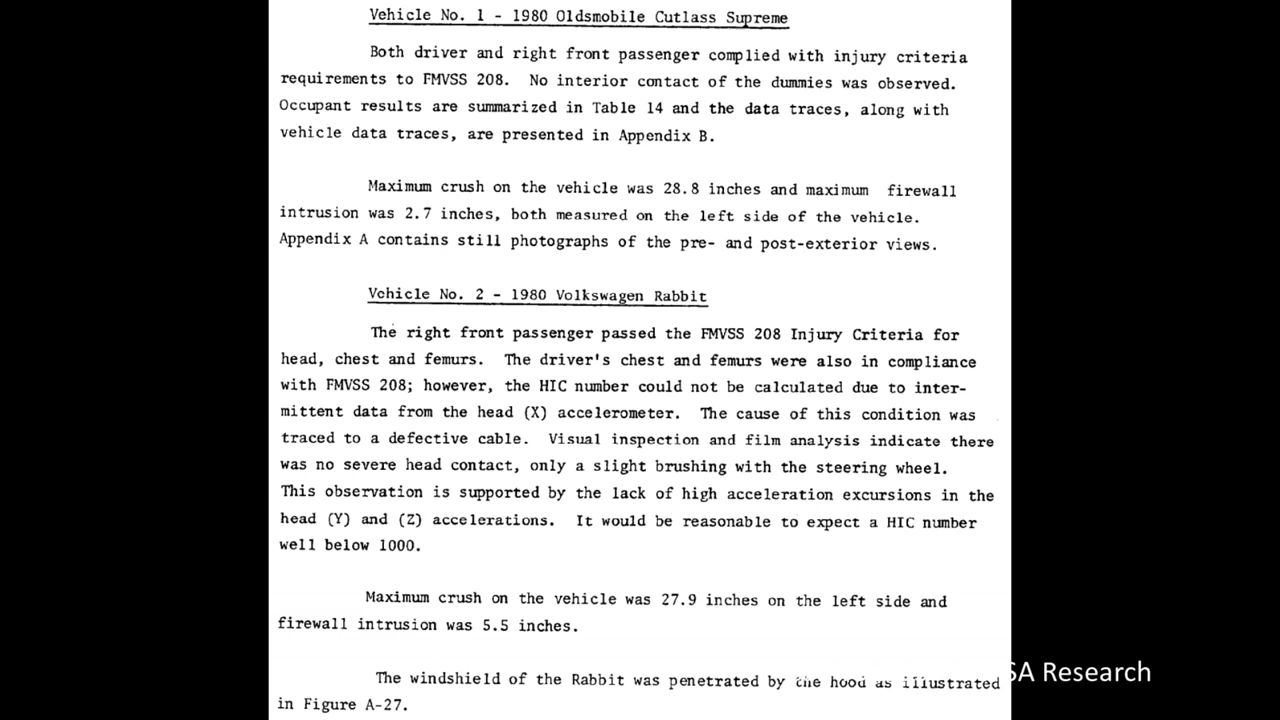 Vehicle No. 1 - 1980 Oldsmobile Cutlass Supreme
Both driver and right front passenger complied with injury criteria
requirements to FMVSS 208. No interior contact of the dummies was observed.
Occupant results are summarized in Table 14 and the data traces, along with
vehicle data traces, are presented in Appendix B.
Maximum crush on the vehicle was 28.8 inches and maximum firewall
intrusion was 2.7 inches, both measured on the left side of the vehicle.
Appendix A contains still photographs of the pre- and post-exterior views.
Vehicle No. 2 - 1980 Volkswagen Rabbit
The right front passenger passed the FMVSS 208 Injury Criteria for
head, chest and femurs. The driver's chest and femurs were also in compliance
with FMVSS 208; however, the HIC number could not be calculated due to inter-
mittent data from the head (X) accelerometer. The cause of this condition was
traced to a defective cable. Visual inspection and film analysis indicate there
was no severe head contact, only a slight brushing with the steering wheel.
This observation is supported by the lack of high acceleration excursions in the
head (Y) and (Z) accelerations. It would be reasonable to expect a HIC number
well below 1000.
Maximum crush on the vehicle was 27.9 inches on the left side and
firewall intrusion was 5.5 inches.
The windshield of the Rabbit was penetrated by the hood as illustrated
in Figure A-27.
SA Research